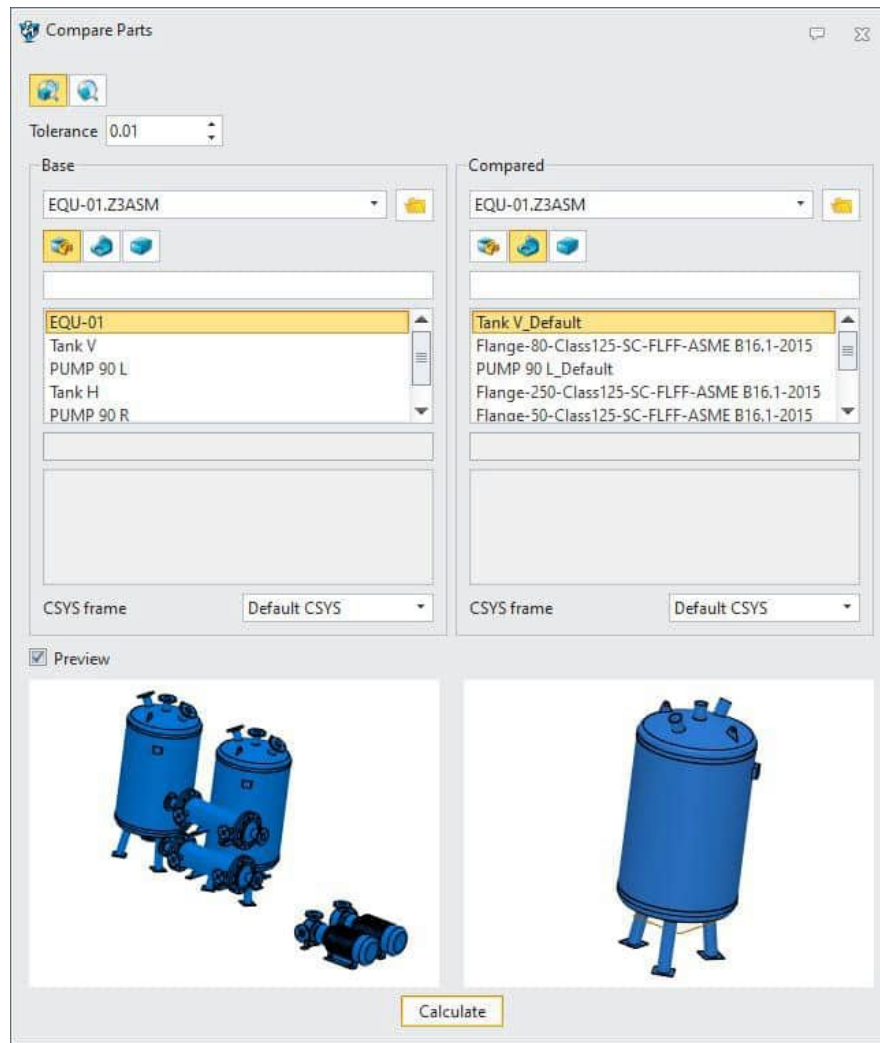 Compare Parts
Tolerance 0.01
Base
EQU-01.Z3ASM
EQU-01
Tank V
PUMP 90 L
Tank H
PUMP 90 R
CSYS frame Default CSYS
Compared
EQU-01.Z3ASM
Tank V_Default
Flange-80-Class125-SC-FLFF-ASME B16.1-2015
PUMP 90 L_Default
Flange-250-Class125-SC-FLFF-ASME B16.1-2015
Flange-50-Class125-SC-FLFF-ASME B16.1-2015
CSYS frame Default CSYS
Preview
Calculate